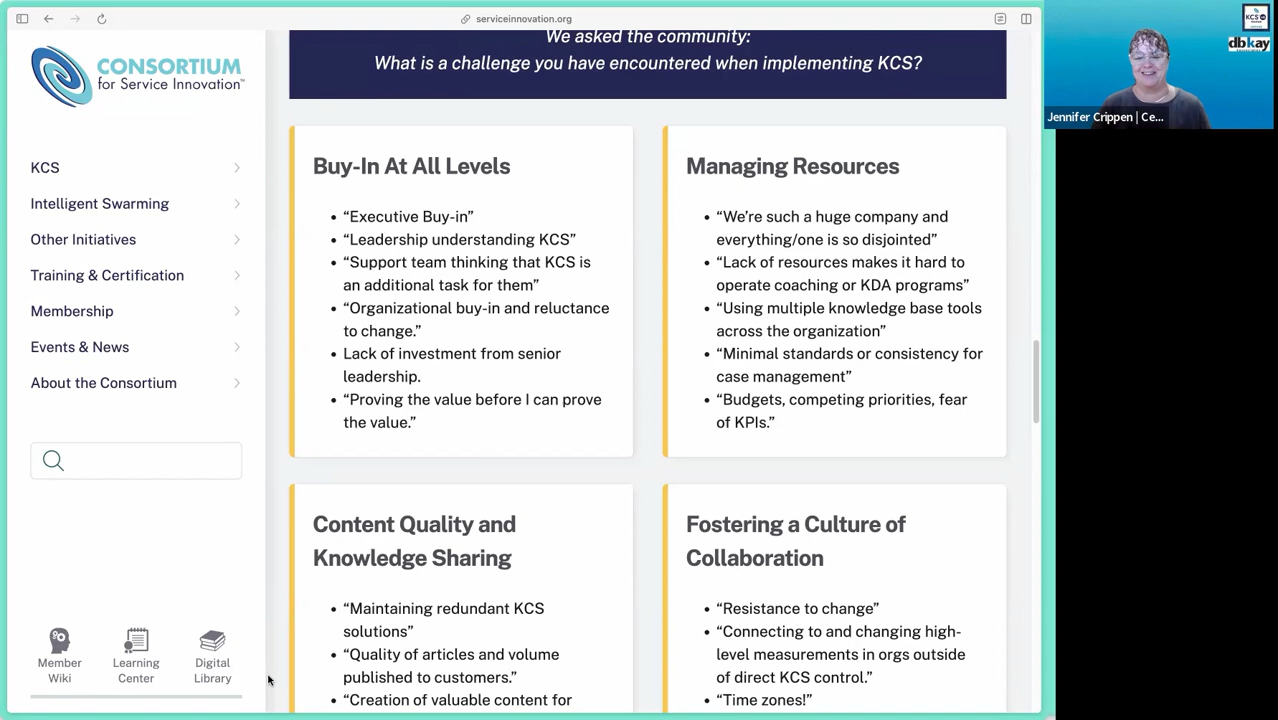 serviceinnovation.org
CONSORTIUM
for Service Innovation™
KCS
Intelligent Swarming
Other Initiatives
Training & Certification
Membership
Events & News
About the Consortium
Member
Wiki
Learning
Center
Digital
Library
We asked the community:
What is a challenge you have encountered when implementing KCS?
Buy-In At All Levels
• “Executive Buy-in”
• “Leadership understanding KCS”
• “Support team thinking that KCS is
an additional task for them”
• “Organizational buy-in and reluctance
to change.”
• Lack of investment from senior
leadership.
• “Proving the value before I can prove
the value.”
Managing Resources
• “We’re such a huge company and
everything/one is so disjointed”
• “Lack of resources makes it hard to
operate coaching or KDA programs”
• “Using multiple knowledge base tools
across the organization”
• “Minimal standards or consistency for
case management”
• “Budgets, competing priorities, fear
of KPIs.”
Content Quality and
Knowledge Sharing
• “Maintaining redundant KCS
solutions”
• “Quality of articles and volume
published to customers.”
• “Creation of valuable content for
Fostering a Culture of
Collaboration
• “Resistance to change”
• “Connecting to and changing high-
level measurements in orgs outside
of direct KCS control.”
• “Time zones!”
KCS
dbkay
Jennifer Crippen | Ce...